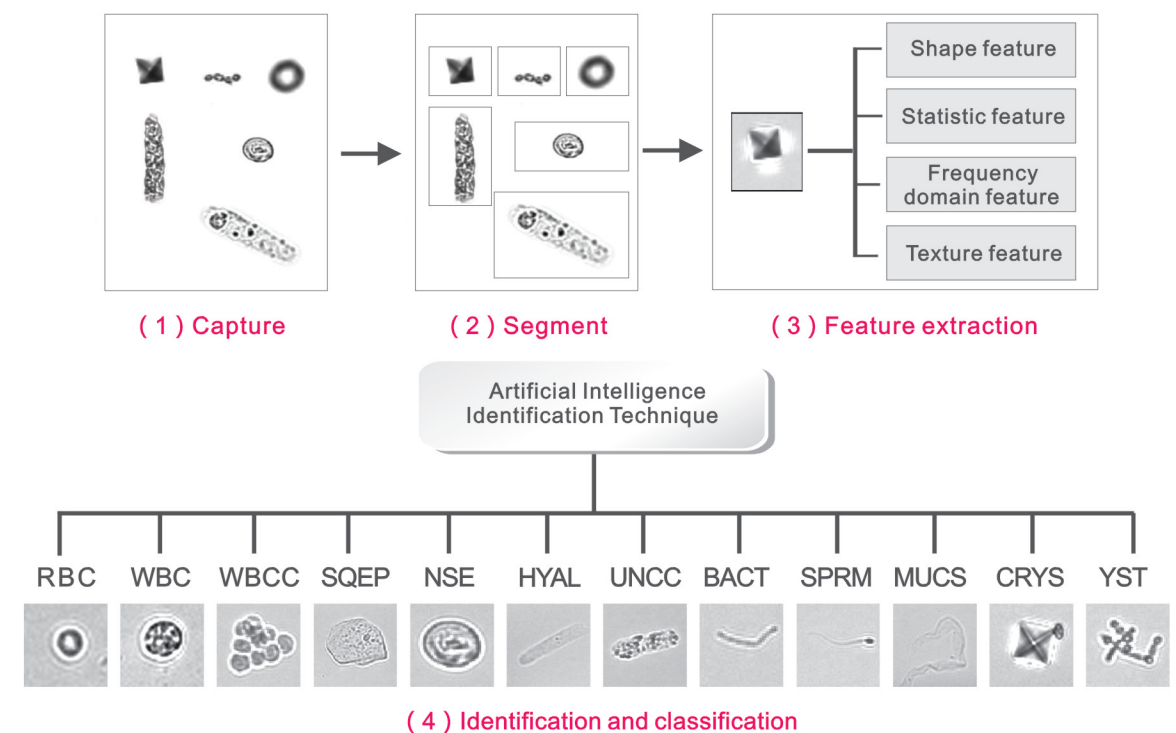 Shape feature
Statistic feature
Frequency
domain feature
Texture feature
( 1 ) Capture
( 2 ) Segment
( 3 ) Feature extraction
Artificial Intelligence
Identification Technique
RBC
WBC
WBCC
SQEP
NSE
HYAL
UNCC
BACT
SPRM
MUCS
CRYS
YST
( 4 ) Identification and classification